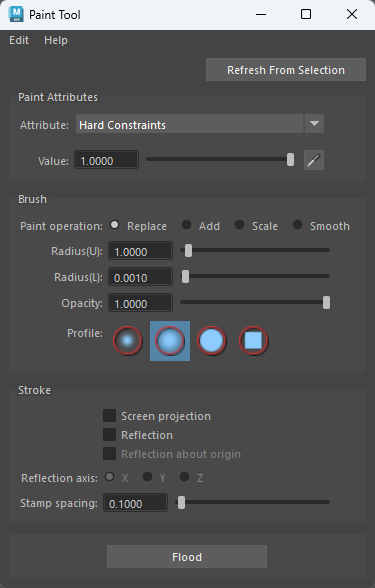 Paint Tool
Edit Help
Refresh From Selection
Paint Attributes
Attribute: Hard Constraints
Value: 1.0000
Brush
Paint operation: Replace Add Scale Smooth
Radius(U): 1.0000
Radius(L): 0.0010
Opacity: 1.0000
Profile:
Stroke
Screen projection
Reflection
Reflection about origin
Reflection axis: X Y Z
Stamp spacing: 0.1000
Flood